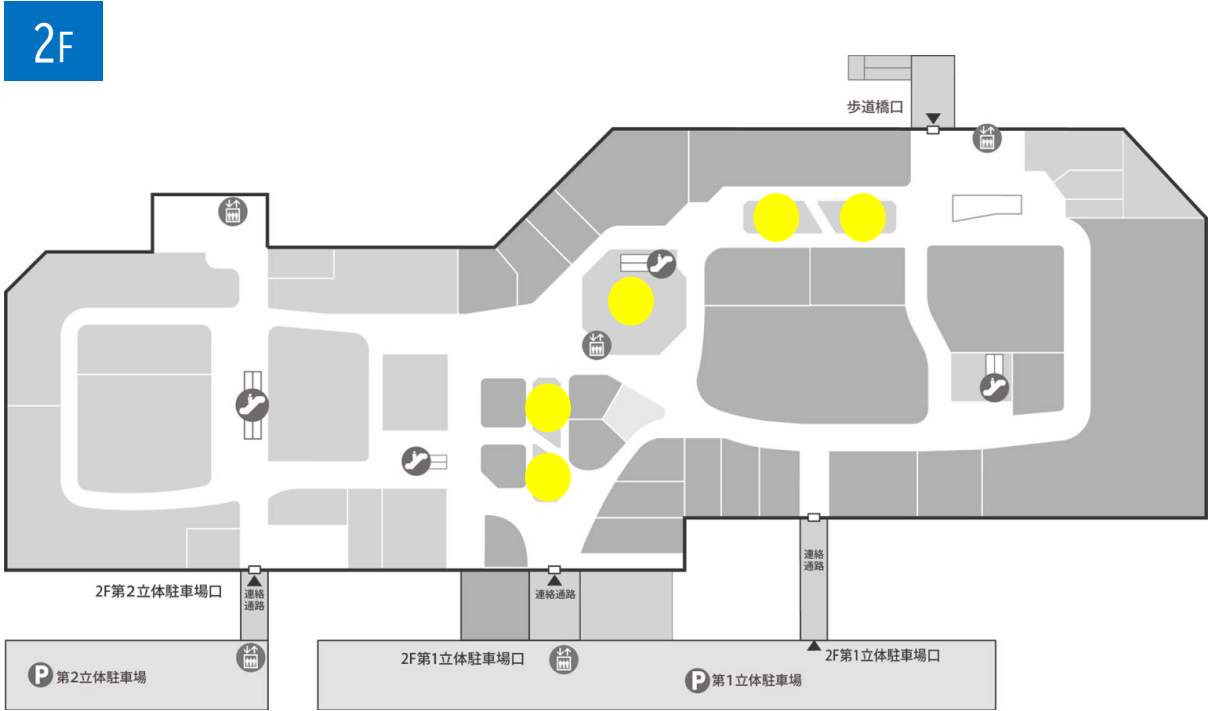 2F
歩道橋口
2F第2立体駐車場口
連絡
通路
連絡通路
連絡
通路
2F第1立体駐車場口
2F第1立体駐車場口
P 第2立体駐車場
P 第1立体駐車場